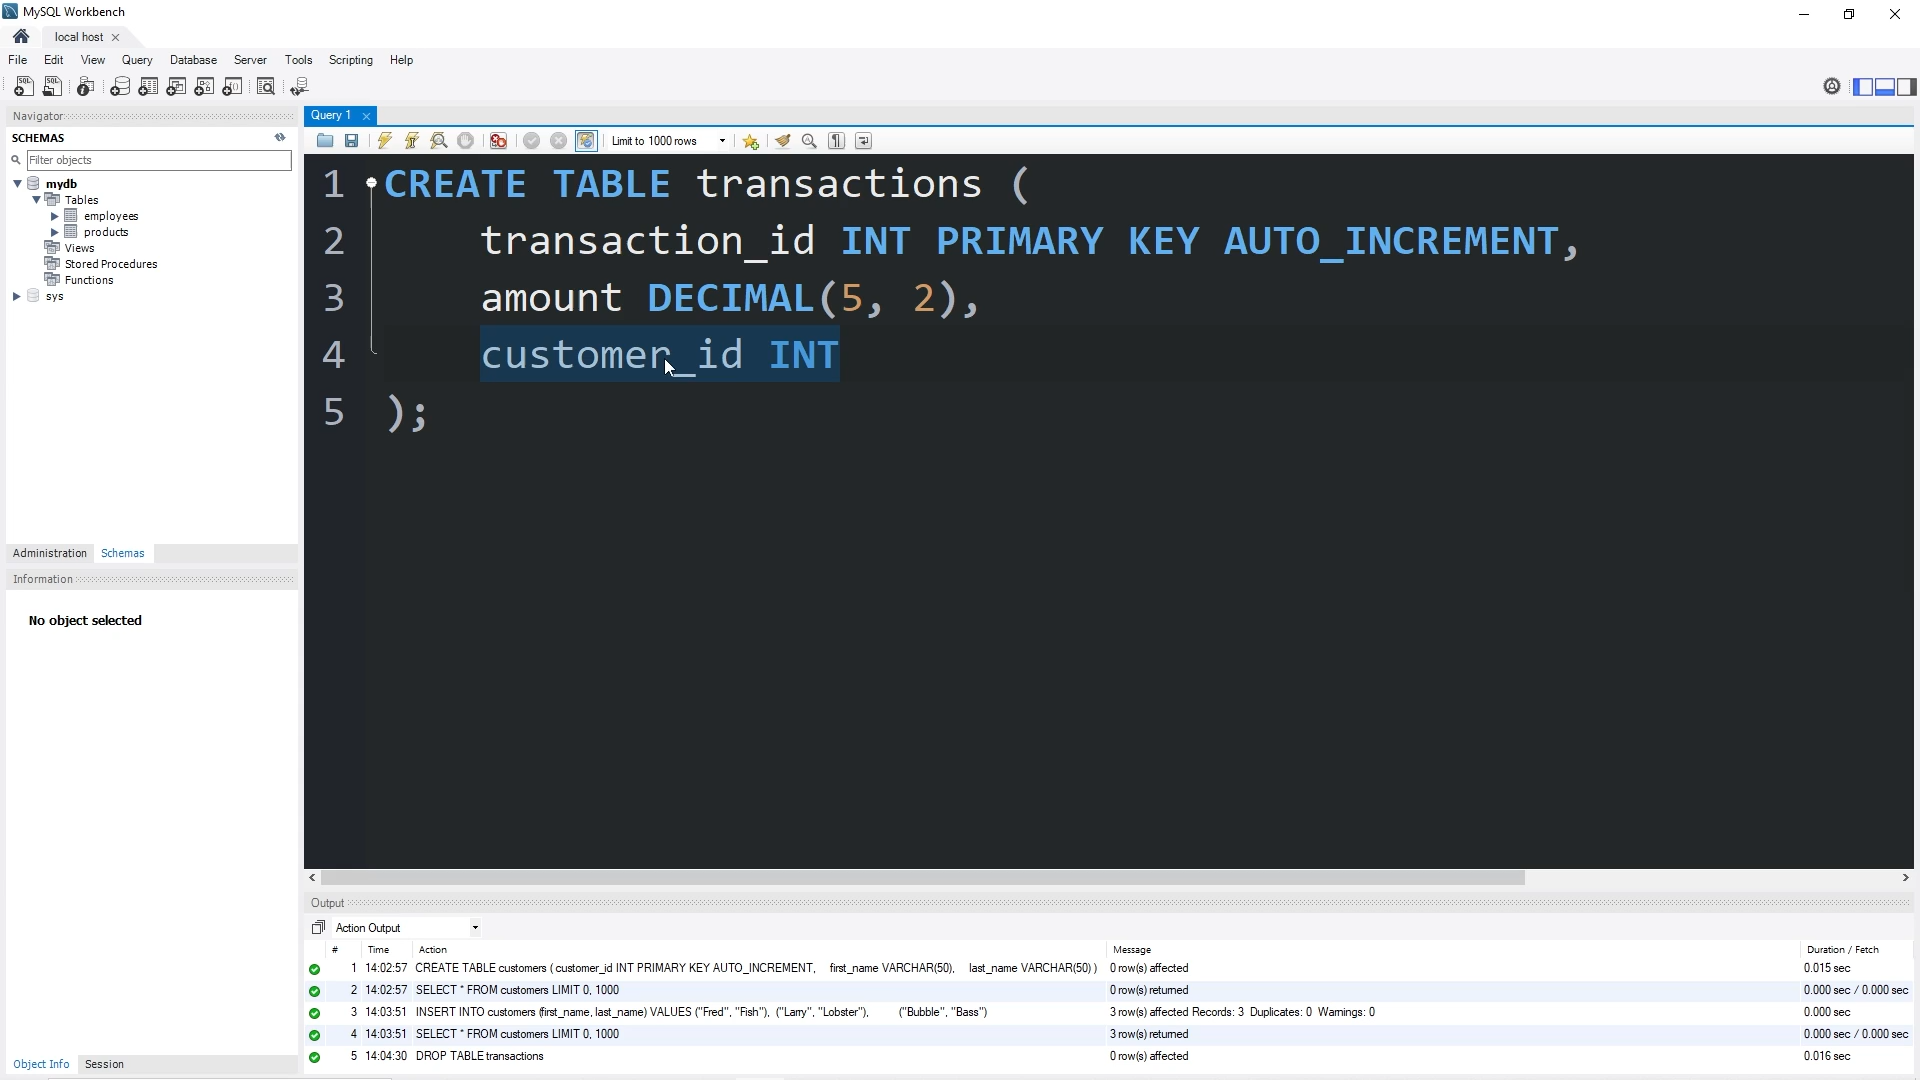 MySQL Workbench
local host
File Edit View Query Database Server Tools Scripting Help
Navigator
SCHEMAS
Filter objects
mydb
Tables
employees
products
Views
Stored Procedures
Functions
sys
Administration Schemas
Information
No object selected
Object Info Session
Query 1
Limit to 1000 rows
1 CREATE TABLE transactions (
2 transaction_id INT PRIMARY KEY AUTO_INCREMENT,
3 amount DECIMAL(5, 2),
4 customer_id INT
5 );
Output
Action Output
# Time Action Message Duration / Fetch
1 14:02:57 CREATE TABLE customers ( customer_id INT PRIMARY KEY AUTO_INCREMENT, first_name VARCHAR(50), last_name VARCHAR(50) ) 0 row(s) affected 0.015 sec
2 14:02:57 SELECT * FROM customers LIMIT 0, 1000 0 row(s) returned 0.000 sec / 0.000 sec
3 14:03:51 INSERT INTO customers (first_name, last_name) VALUES ("Fred", "Fish"), ("Larry", "Lobster"), ("Bubble", "Bass") 3 row(s) affected Records: 3 Duplicates: 0 Warnings: 0 0.000 sec
4 14:03:51 SELECT * FROM customers LIMIT 0, 1000 3 row(s) returned 0.000 sec / 0.000 sec
5 14:04:30 DROP TABLE transactions 0 row(s) affected 0.016 sec